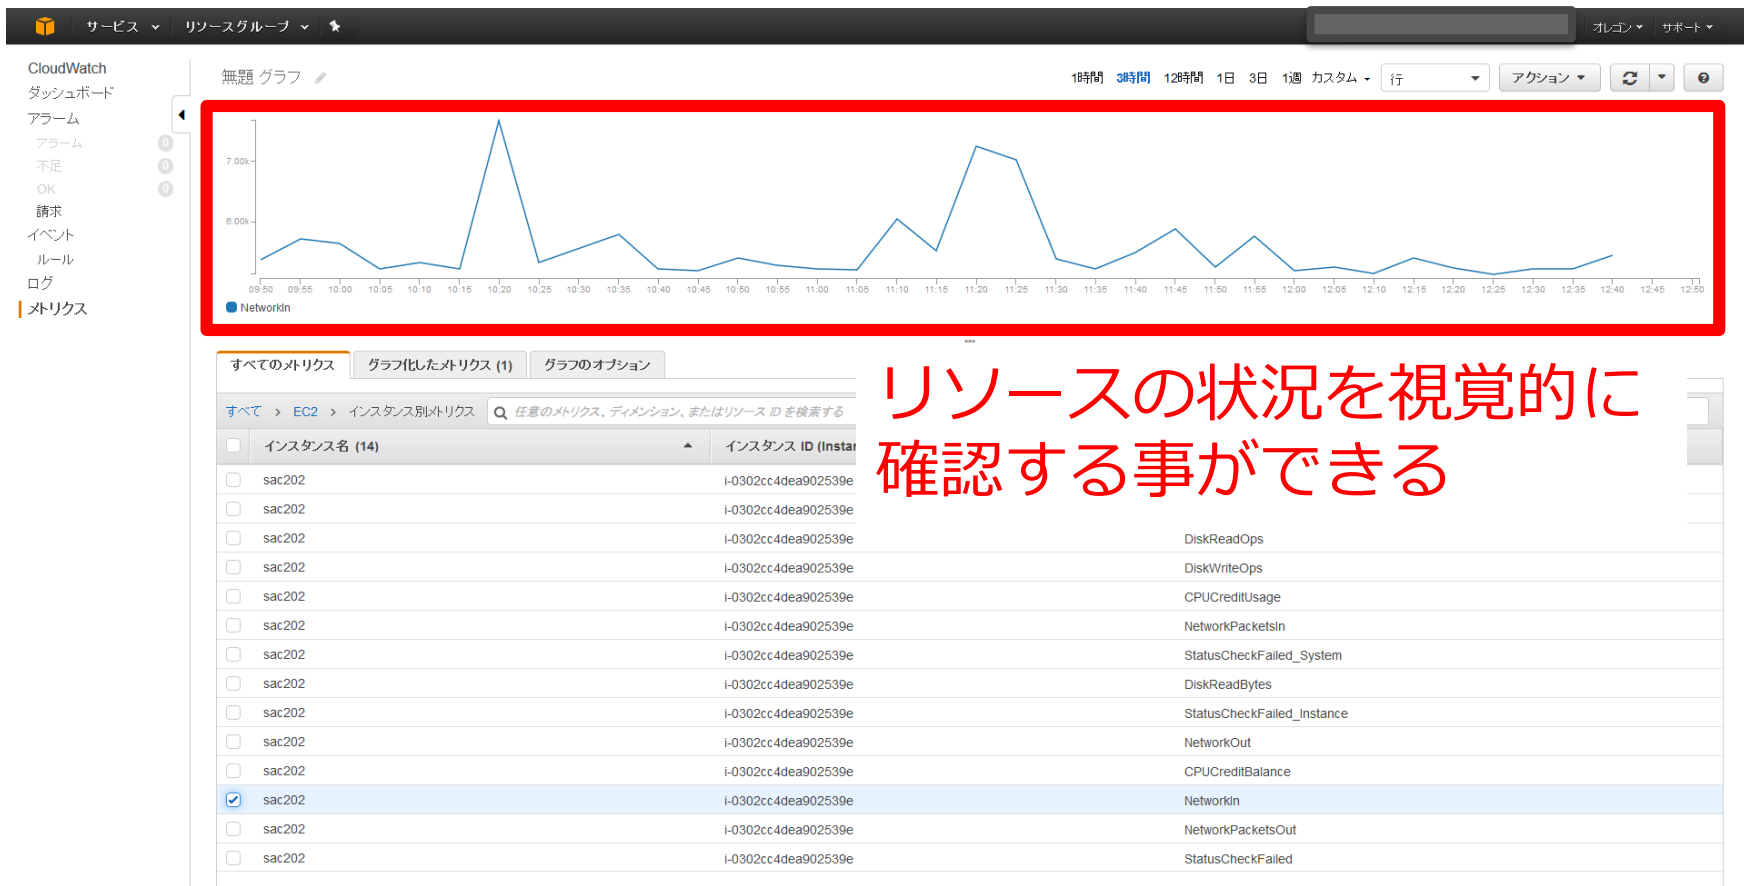 サービス リソースグループ オレゴン サポート
CloudWatch
ダッシュボード
アラーム
アラーム 0
不足 0
OK 0
請求
イベント
ルール
ログ
メトリクス
無題 グラフ 1時間 3時間 12時間 1日 3日 1週 カスタム 行 アクション
7.00k
6.00k
09:50 09:55 10:00 10:05 10:10 10:15 10:20 10:25 10:30 10:35 10:40 10:45 10:50 10:55 11:00 11:05 11:10 11:15 11:20 11:25 11:30 11:35 11:40 11:45 11:50 11:55 12:00 12:05 12:10 12:15 12:20 12:25 12:30 12:35 12:40 12:45 12:50
NetworkIn
すべてのメトリクス グラフ化したメトリクス (1) グラフのオプション
リソースの状況を視覚的に
確認する事ができる
すべて > EC2 > インスタンス別メトリクス 任意のメトリクス、ディメンション、またはリソース ID を検索する
インスタンス名 (14) インスタンス ID (Instar
sac202 i-0302cc4dea902539e
sac202 i-0302cc4dea902539e
sac202 i-0302cc4dea902539e DiskReadOps
sac202 i-0302cc4dea902539e DiskWriteOps
sac202 i-0302cc4dea902539e CPUCreditUsage
sac202 i-0302cc4dea902539e NetworkPacketsIn
sac202 i-0302cc4dea902539e StatusCheckFailed_System
sac202 i-0302cc4dea902539e DiskReadBytes
sac202 i-0302cc4dea902539e StatusCheckFailed_Instance
sac202 i-0302cc4dea902539e NetworkOut
sac202 i-0302cc4dea902539e CPUCreditBalance
sac202 i-0302cc4dea902539e NetworkIn
sac202 i-0302cc4dea902539e NetworkPacketsOut
sac202 i-0302cc4dea902539e StatusCheckFailed